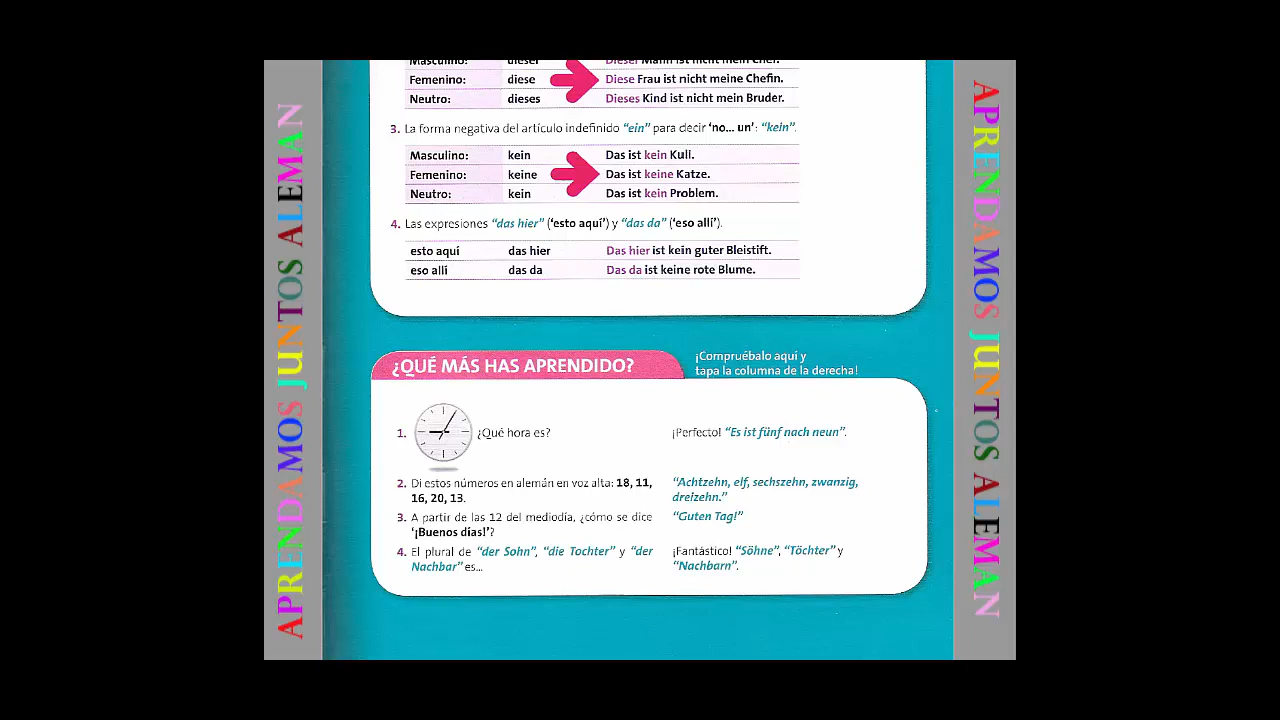 APRENDAMOS JUNTOS ALEMAN
Masculino: dieser Dieser Mann ist nicht mein Chef.
Femenino: diese Diese Frau ist nicht meine Chefin.
Neutro: dieses Dieses Kind ist nicht mein Bruder.
3. La forma negativa del artículo indefinido “ein” para decir ‘no... un’: “kein”.
Masculino: kein Das ist kein Kuli.
Femenino: keine Das ist keine Katze.
Neutro: kein Das ist kein Problem.
4. Las expresiones “das hier” (‘esto aquí’) y “das da” (‘eso allí’).
esto aquí das hier Das hier ist kein guter Bleistift.
eso allí das da Das da ist keine rote Blume.
¿QUÉ MÁS HAS APRENDIDO?
¡Compruébalo aquí y
tapa la columna de la derecha!
1. ¿Qué hora es?
¡Perfecto! “Es ist fünf nach neun”.
2. Di estos números en alemán en voz alta: 18, 11,
16, 20, 13.
“Achtzehn, elf, sechszehn, zwanzig,
dreizehn.”
3. A partir de las 12 del mediodía, ¿cómo se dice
‘¡Buenos días!’?
“Guten Tag!”
4. El plural de “der Sohn”, “die Tochter” y “der
Nachbar” es...
¡Fantástico! “Söhne”, “Töchter” y
“Nachbarn”.
APRENDAMOS JUNTOS ALEMAN